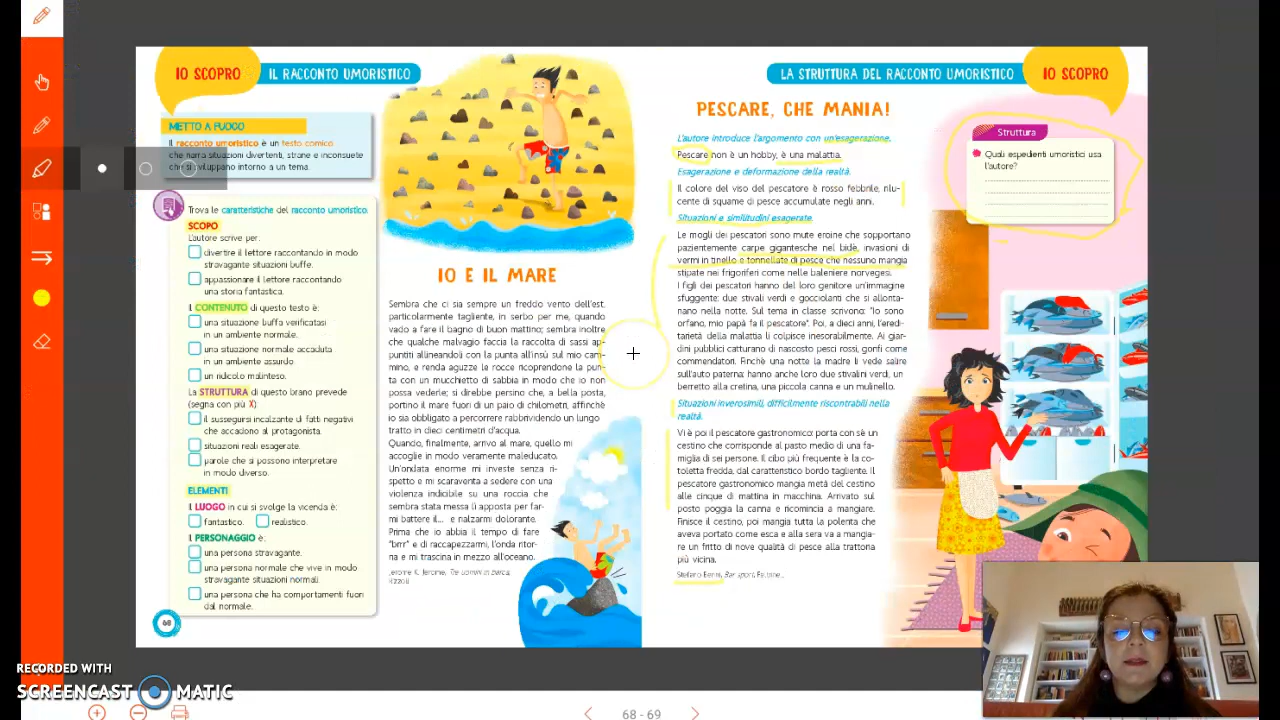 IO SCOPRO
IL RACCONTO UMORISTICO
METTO A FUOCO
Il racconto umoristico è un testo comico
che narra situazioni divertenti, strane e inconsuete
che si sviluppano intorno a un tema.
Trova le caratteristiche del racconto umoristico.
SCOPO
L'autore scrive per:
divertire il lettore raccontando in modo
stravagante situazioni buffe.
appassionare il lettore raccontando
una storia fantastica.
Il CONTENUTO di questo testo è:
una situazione buffa verificatasi
in un ambiente normale.
una situazione normale accaduta
in un ambiente assurdo.
un ridicolo malinteso.
La STRUTTURA di questo brano prevede
(segna con più X)
il susseguirsi incalzante di fatti negativi
che accadono al protagonista.
situazioni reali esagerate.
parole che si possono interpretare
in modo diverso.
ELEMENTI
Il LUOGO in cui si svolge la vicenda è:
fantastico. realistico.
Il PERSONAGGIO è:
una persona stravagante.
una persona normale che vive in modo
stravagante situazioni normali.
una persona che ha comportamenti fuori
dal normale.
68
IO E IL MARE
Sembra che ci sia sempre un freddo vento dell'est,
particolarmente tagliente, in serbo per me, quando
vado a fare il bagno di buon mattino; sembra inoltre
che qualche malvagio faccia la raccolta di sassi ap-
puntiti allineandoli con la punta all'insù sul mio cam-
mino, e renda aguzze le rocce ricoprendone la pun-
ta con un mucchietto di sabbia in modo che io non
possa vederle; si direbbe persino che, a bella posta,
portino il mare fuori di un paio di chilometri, affinché
io sia obbligato a percorrere rabbrividendo un lungo
tratto in dieci centimetri d'acqua.
Quando, finalmente, arrivo al mare, quello mi
accoglie in modo veramente maleducato.
Un'ondata enorme mi investe senza ri-
spetto e mi scaraventa a sedere con una
violenza indicibile su una roccia che
sembra stata messa lì apposta per far-
mi battere il... e rialzarmi dolorante.
Prima che io abbia il tempo di fare
"brrr" e di raccapezzarmi, l'onda ritor-
na e mi trascina in mezzo all'oceano.
Jerome K. Jerome, Tre uomini in barca,
Rizzoli
LA STRUTTURA DEL RACCONTO UMORISTICO
IO SCOPRO
PESCARE, CHE MANIA!
L'autore introduce l'argomento con un'esagerazione.
Pescare non è un hobby, è una malattia.
Esagerazione e deformazione della realtà.
Il colore del viso del pescatore è rosso febbrile, rilu-
cente di squame di pesce accumulate negli anni.
Situazioni e similitudini esagerate.
Le mogli dei pescatori sono mute eroine che sopportano
pazientemente carpe gigantesche nel bidè, invasioni di
vermi in tinello e tonnellate di pesce che nessuno mangia
stipate nei frigoriferi come nelle baleniere norvegesi.
I figli dei pescatori hanno del loro genitore un'immagine
sfuggente: due stivali verdi e gocciolanti che si allonta-
nano nella notte. Sul tema in classe scrivono: "Io sono
orfano, mio papà fa il pescatore". Poi, a dieci anni, l'eredi-
tarietà della malattia li colpisce inesorabilmente. Ai giar-
dini pubblici catturano di nascosto pesci rossi, gonfi come
commendatori. Finché una notte la madre li vede salire
sull'auto paterna: hanno anche loro due stivalini verdi, un
berretto alla cretina, una piccola canna e un mulinello.
Situazioni inverosimili, difficilmente riscontrabili nella
realtà.
Vi è poi il pescatore gastronomico: porta con sè un
cestino che corrisponde al pasto medio di una fa-
miglia di sei persone. Il cibo più frequente è la co-
toletta fredda, dal caratteristico bordo tagliente. Il
pescatore gastronomico mangia metà del cestino
alle cinque di mattina in macchina. Arrivato sul
posto poggia la canna e ricomincia a mangiare.
Finisce il cestino, poi mangia tutta la polenta che
aveva portato come esca e alla sera va a mangia-
re un fritto di nove qualità di pesce alla trattoria
più vicina.
Stefano Benni, Bar sport, Feltrinelli
Struttura
Quali espedienti umoristici usa
l'autore?
RECORDED WITH
SCREENCAST MATIC
68 - 69